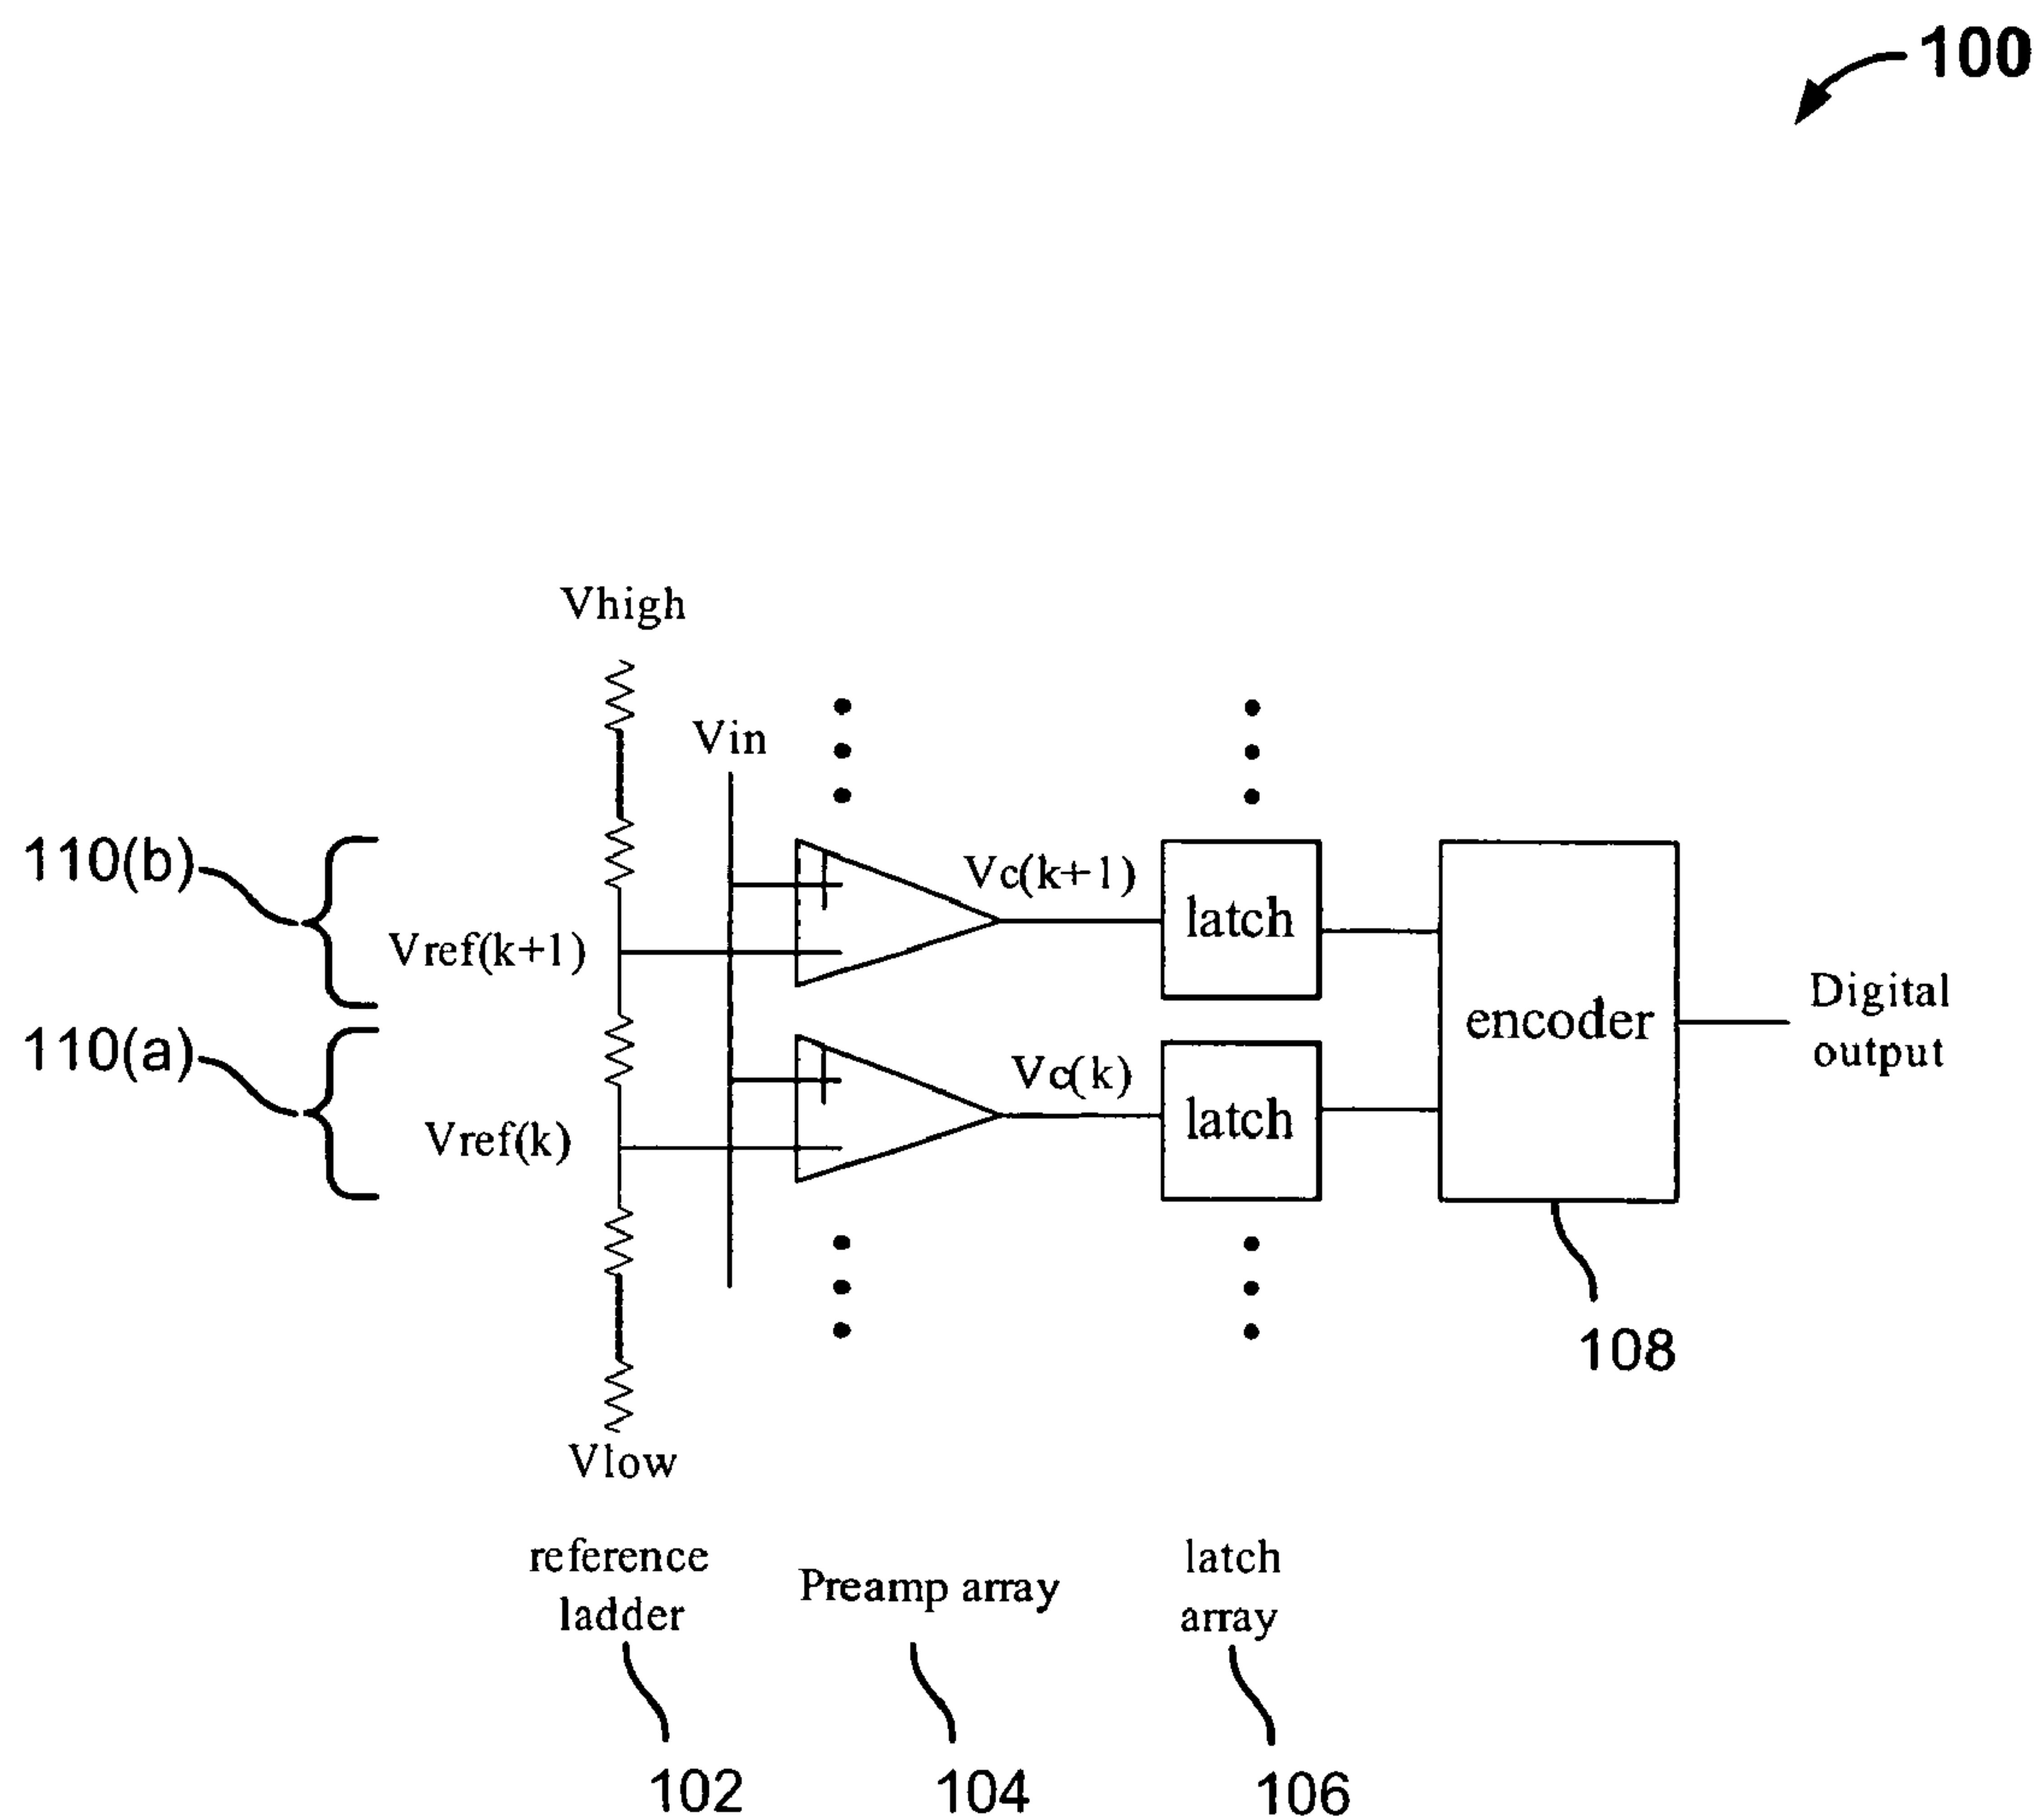 100
Vhigh
Vin
110(b)
Vc(k+1)
latch
Vref(k+1)
Digital
output
encoder
110(a)
Vc(k)
latch
Vref(k)
108
Vlow
reference
ladder
Preamp array
latch
array
102
104
106